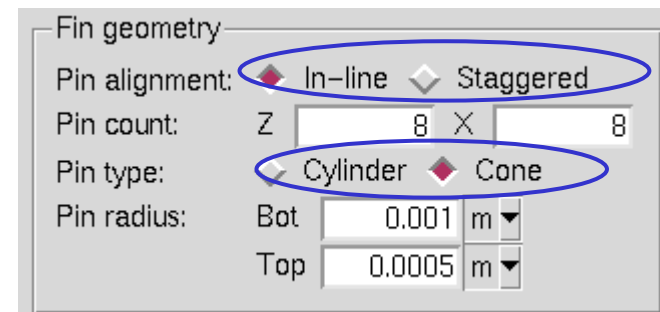 Fin geometry
Pin alignment: In-line Staggered
Pin count: Z 8 X 8
Pin type: Cylinder Cone
Pin radius: Bot 0.001 m
Top 0.0005 m